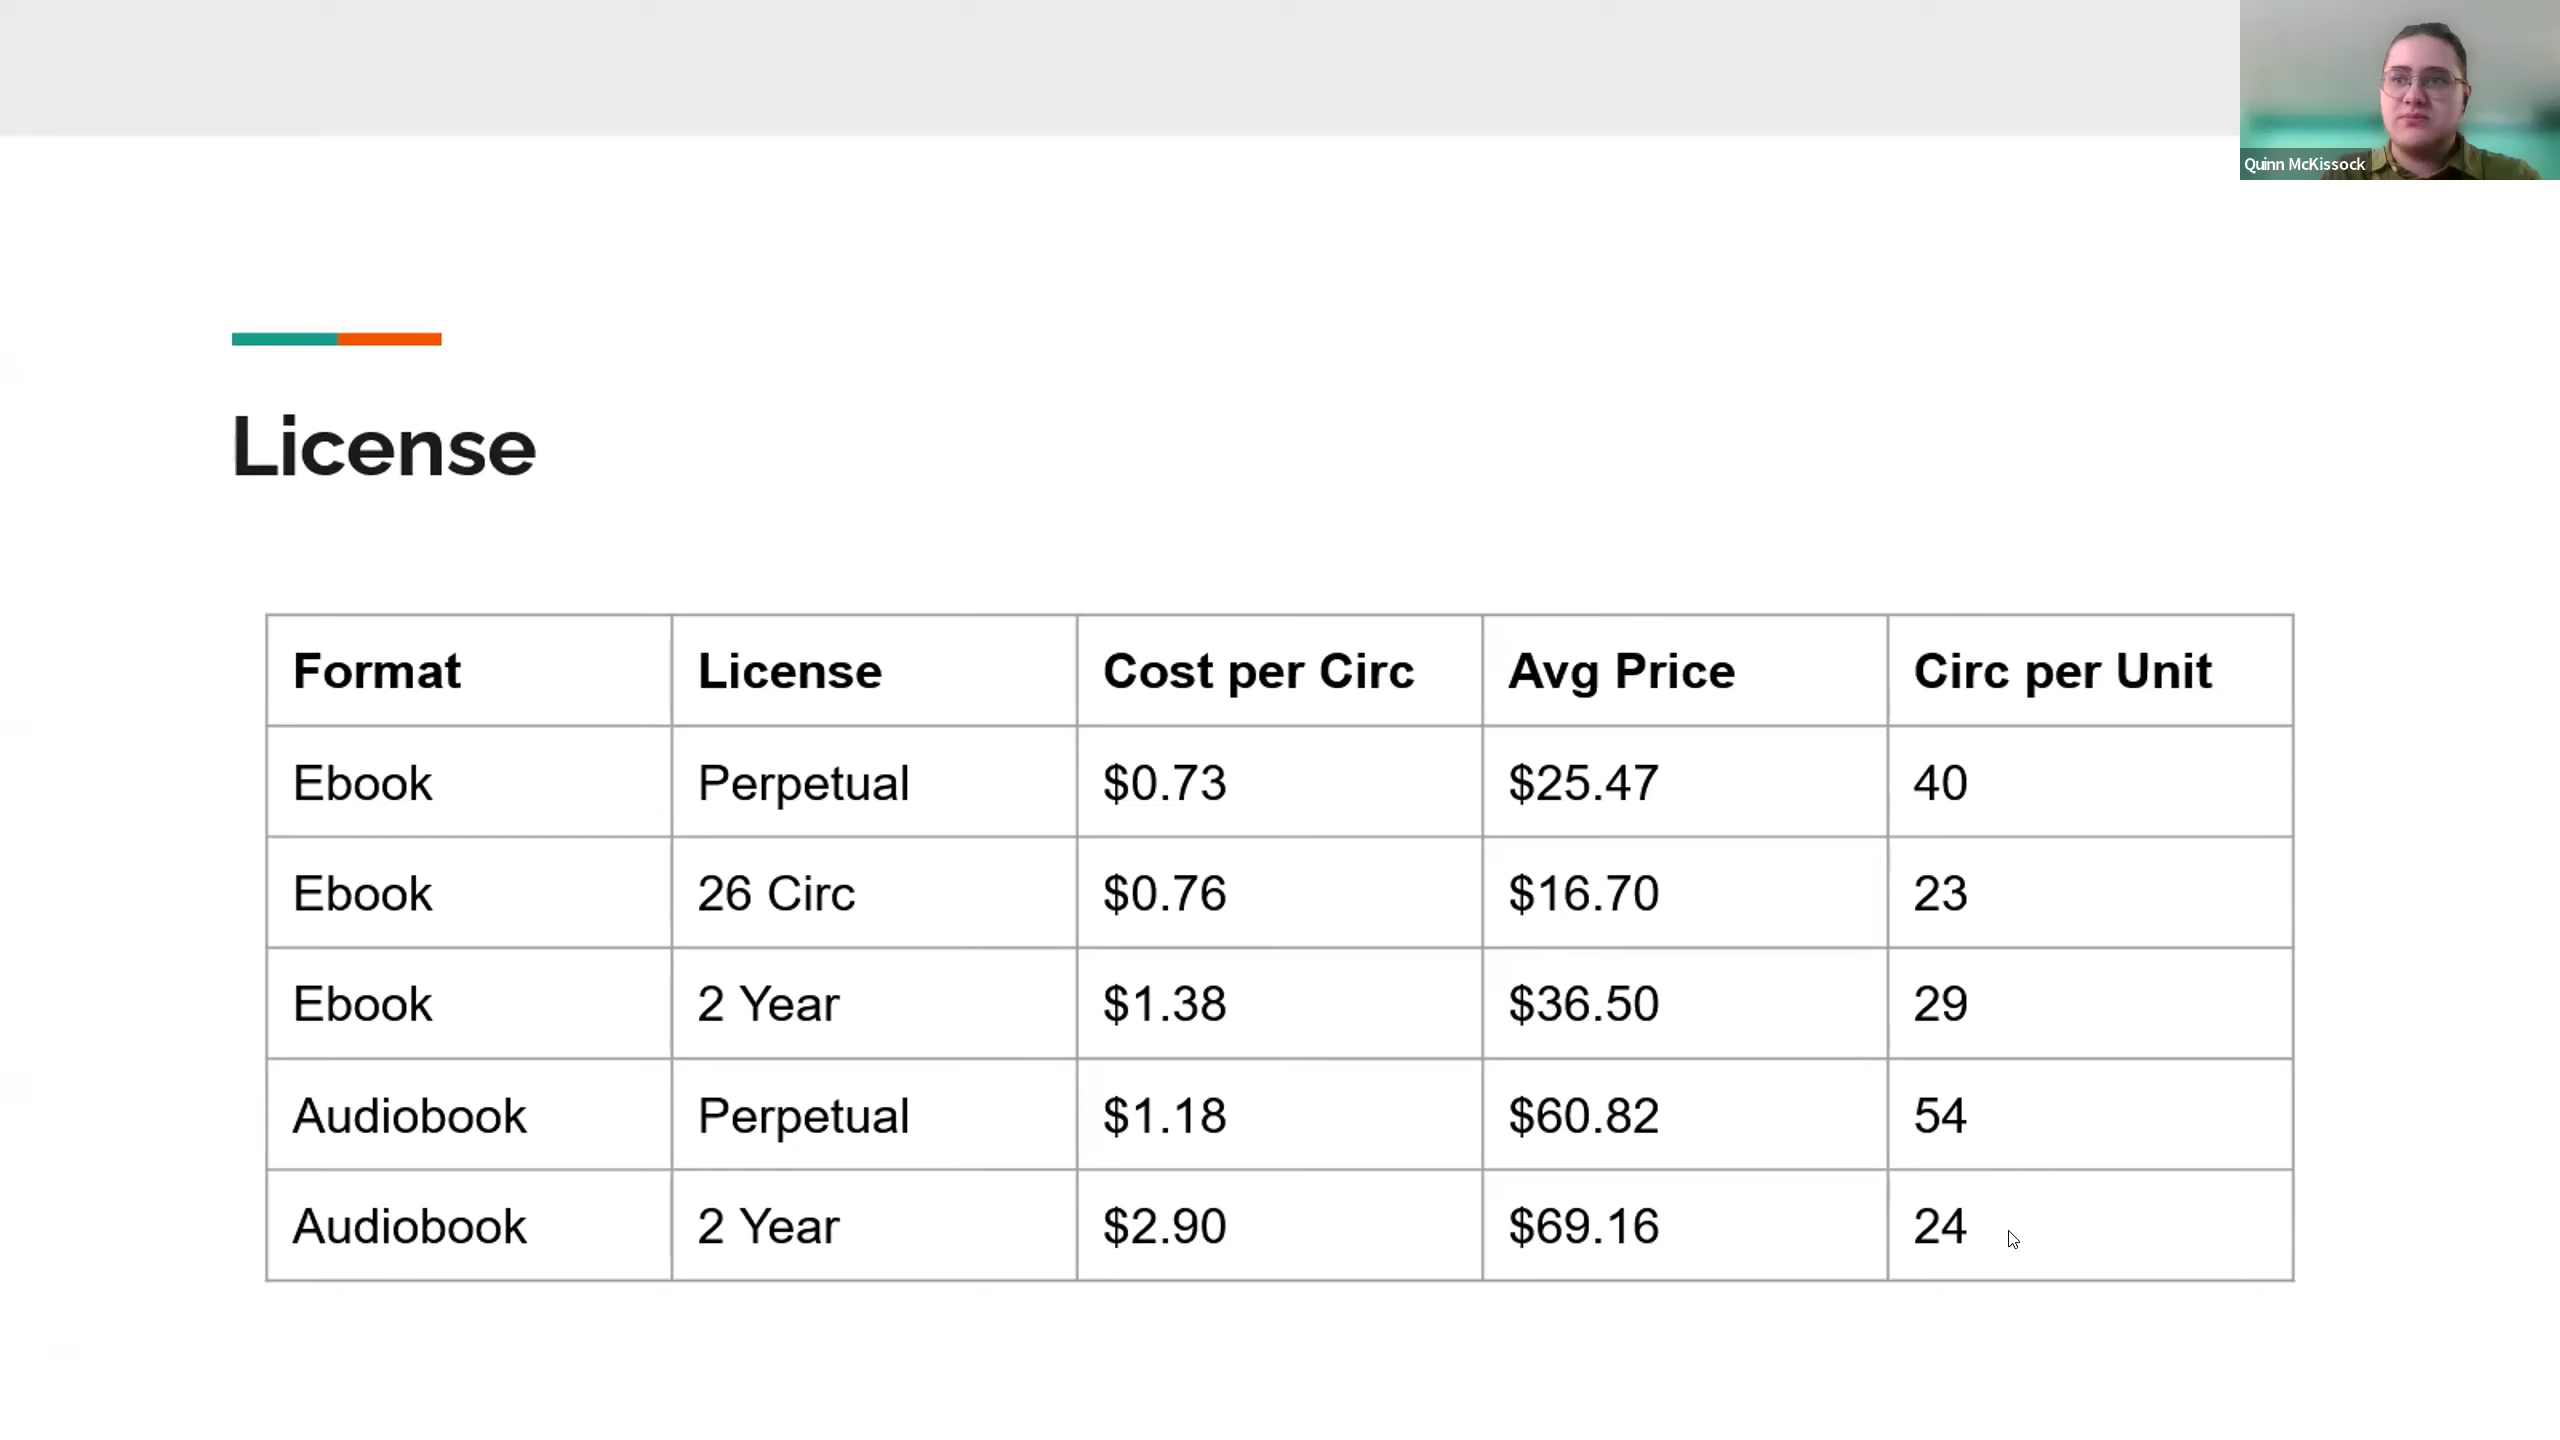 Quinn McKissock
License
Format License Cost per Circ Avg Price Circ per Unit
Ebook Perpetual $0.73 $25.47 40
Ebook 26 Circ $0.76 $16.70 23
Ebook 2 Year $1.38 $36.50 29
Audiobook Perpetual $1.18 $60.82 54
Audiobook 2 Year $2.90 $69.16 24